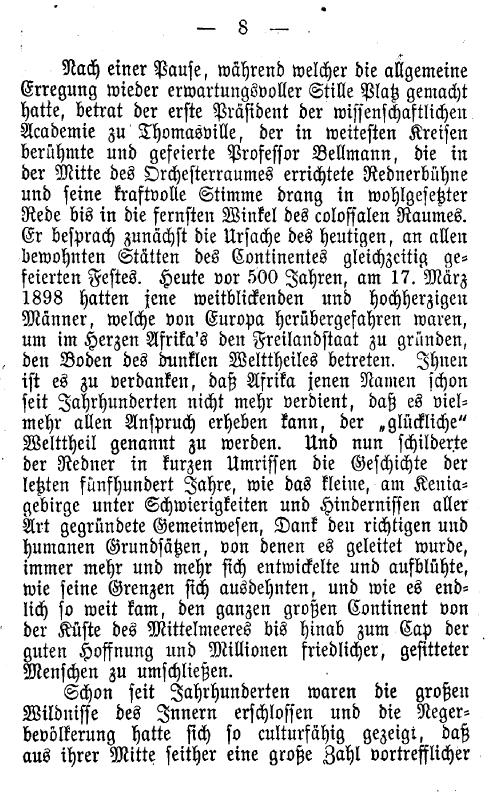 — 8 —
Nach einer Pause, während welcher die allgemeine
Erregung wieder erwartungsvoller Stille Platz gemacht
hatte, betrat der erste Präsident der wissenschaftlichen
Academie zu Thomasville, der in weitesten Kreisen
berühmte und gefeierte Professor Bellmann, die in
der Mitte des Orchesterraumes errichtete Rednerbühne
und seine kraftvolle Stimme drang in wohlgesetzter
Rede bis in die fernsten Winkel des colossalen Raumes.
Er besprach zunächst die Ursache des heutigen, an allen
bewohnten Stätten des Continentes gleichzeitig ge-
feierten Festes. Heute vor 500 Jahren, am 17. März
1898 hatten jene weitblickenden und hochherzigen
Männer, welche von Europa herübergefahren waren,
um im Herzen Afrika's den Freilandstaat zu gründen,
den Boden des dunklen Welttheiles betreten. Ihnen
ist es zu verdanken, daß Afrika jenen Namen schon
seit Jahrhunderten nicht mehr verdient, daß es viel-
mehr allen Anspruch erheben kann, der „glückliche“
Welttheil genannt zu werden. Und nun schilderte
der Redner in kurzen Umrissen die Geschichte der
letzten fünfhundert Jahre, wie das kleine, am Kenia-
gebirge unter Schwierigkeiten und Hindernissen aller
Art gegründete Gemeinwesen, Dank den richtigen und
humanen Grundsätzen, von denen es geleitet wurde,
immer mehr und mehr sich entwickelte und aufblühte,
wie seine Grenzen sich ausdehnten, und wie es end-
lich so weit kam, den ganzen großen Continent von
der Küste des Mittelmeeres bis hinab zum Cap der
guten Hoffnung und Millionen friedlicher, gesitteter
Menschen zu umschließen.
Schon seit Jahrhunderten waren die großen
Wildnisse des Innern erschlossen und die Neger-
bevölkerung hatte sich so culturfähig gezeigt, daß
aus ihrer Mitte seither eine große Zahl vortrefflicher